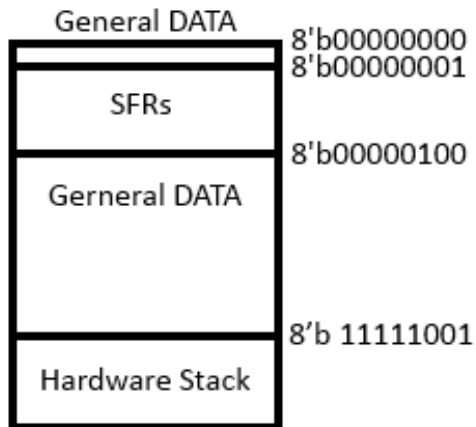 General DATA
8'b00000000
8'b00000001
SFRs
8'b00000100
Gerneral DATA
8’b 11111001
Hardware Stack